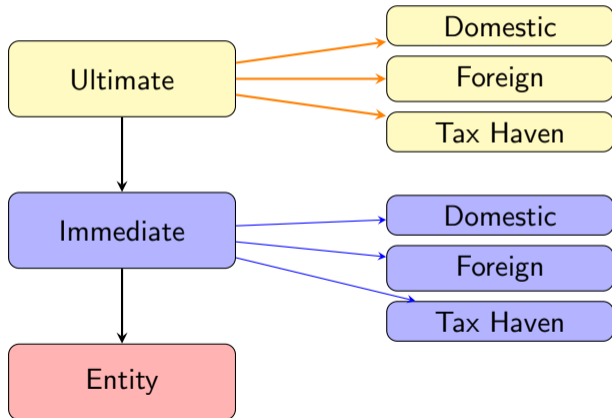 Ultimate
Domestic
Foreign
Tax Haven
Immediate
Domestic
Foreign
Tax Haven
Entity